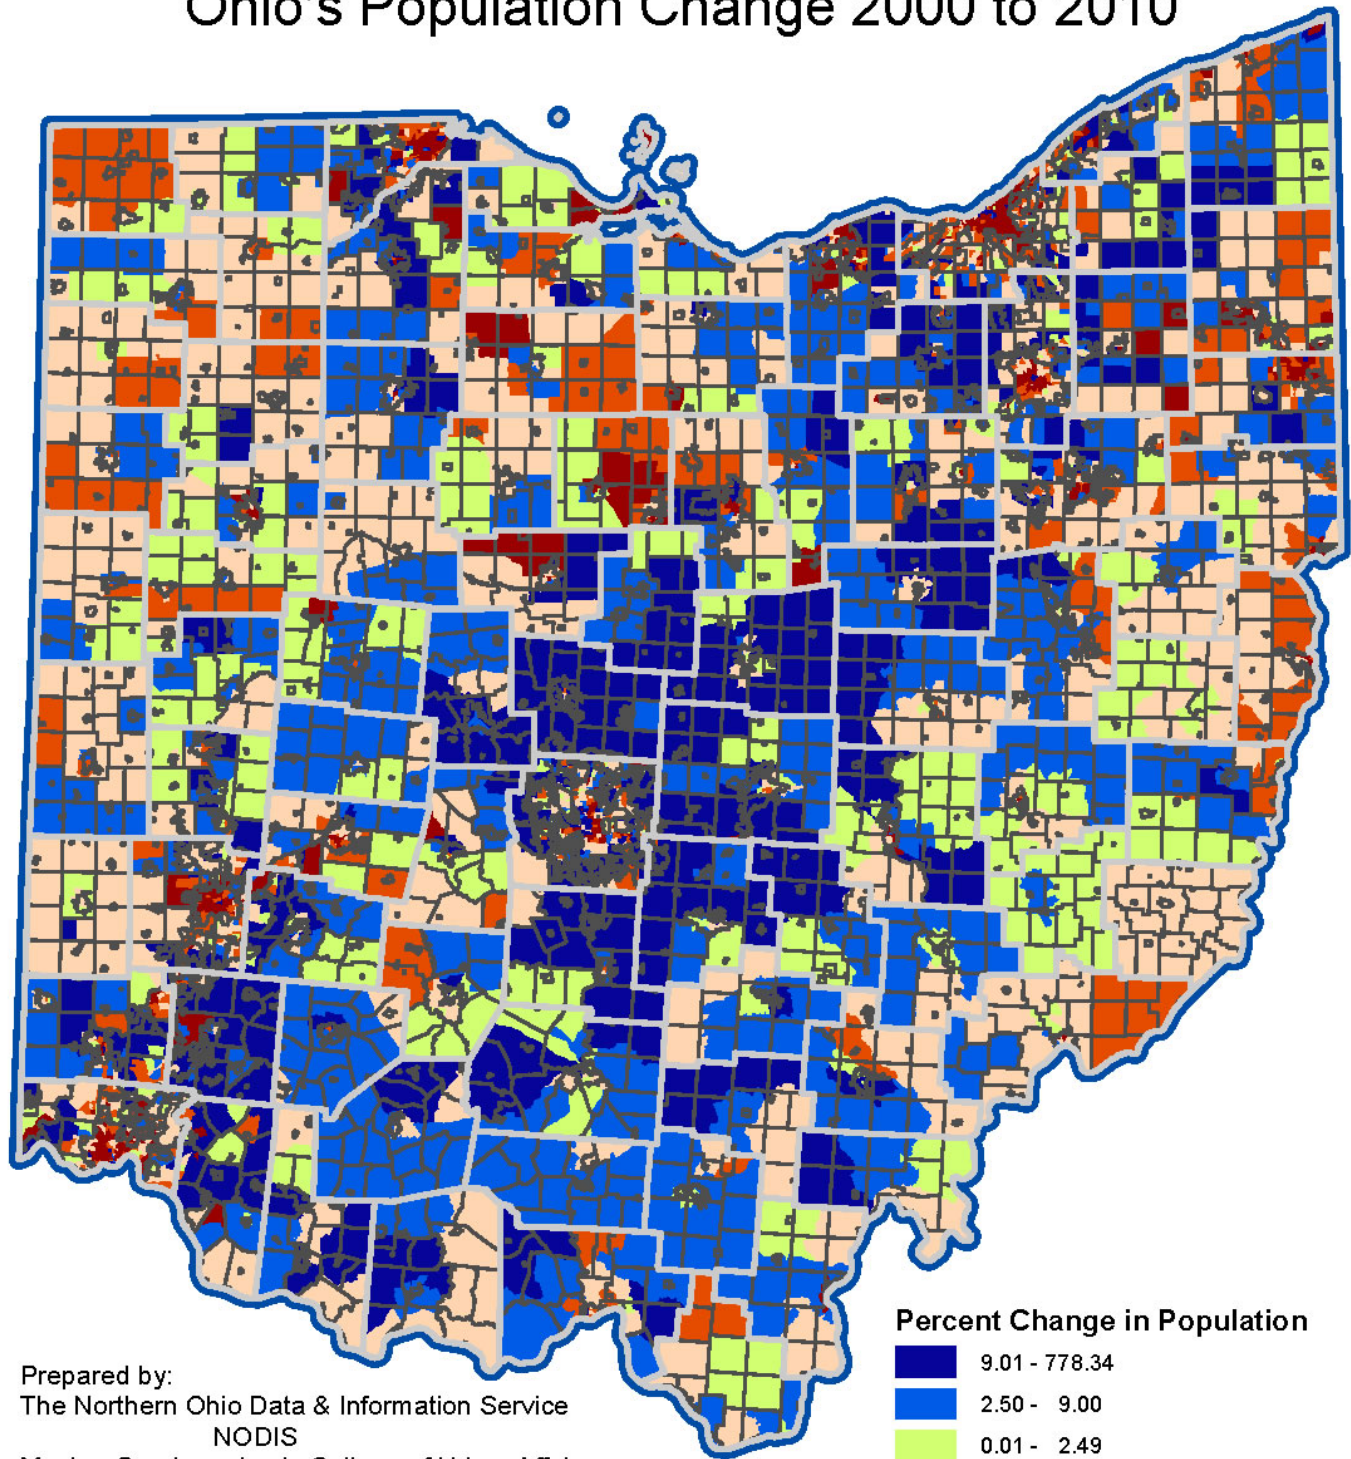 Ohio's Population Change 2000 to 2010
Percent Change in Population
9.01 - 778.34
2.50 - 9.00
0.01 - 2.49
Prepared by:
The Northern Ohio Data & Information Service
NODIS